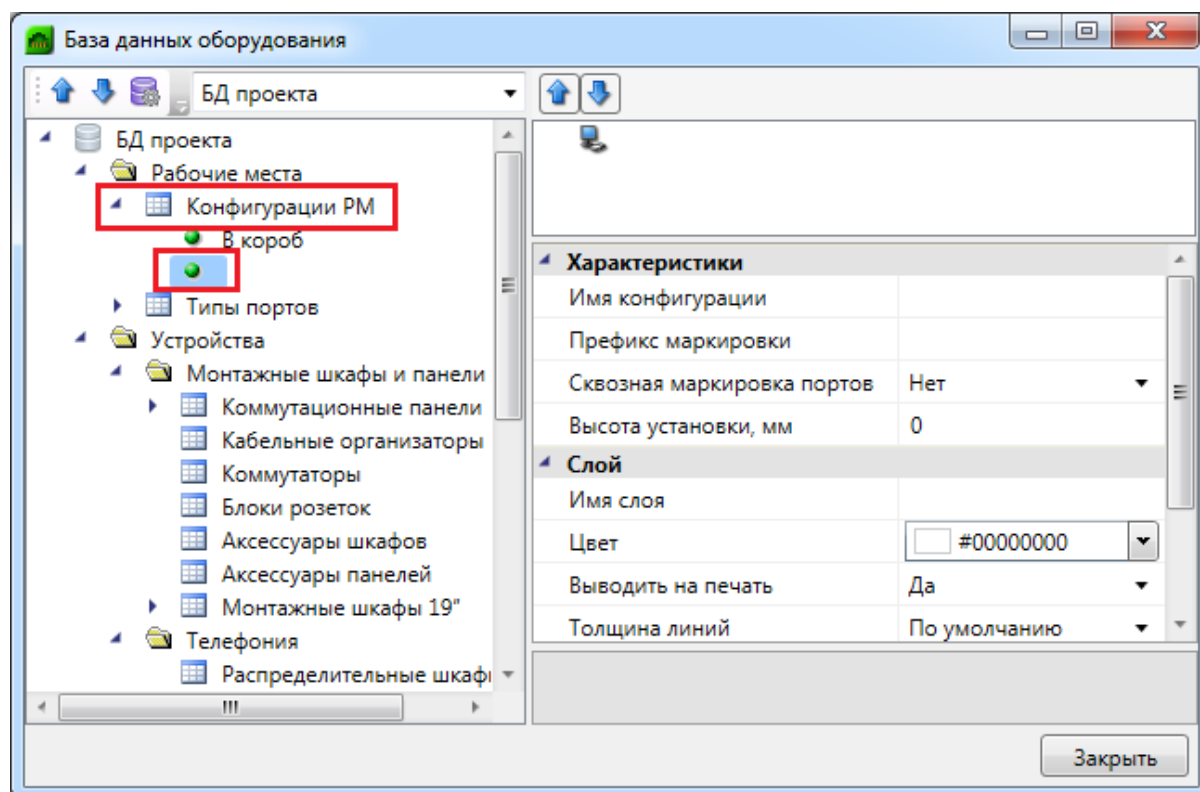 База данных оборудования
БД проекта
БД проекта
Рабочие места
Конфигурации РМ
В короб
Типы портов
Устройства
Монтажные шкафы и панели
Коммутационные панели
Кабельные организаторы
Коммутаторы
Блоки розеток
Аксессуары шкафов
Аксессуары панелей
Монтажные шкафы 19"
Телефония
Распределительные шкафы
Характеристики
Имя конфигурации
Префикс маркировки
Сквозная маркировка портов Нет
Высота установки, мм 0
Слой
Имя слоя
Цвет #00000000
Выводить на печать Да
Толщина линий По умолчанию
Закрыть